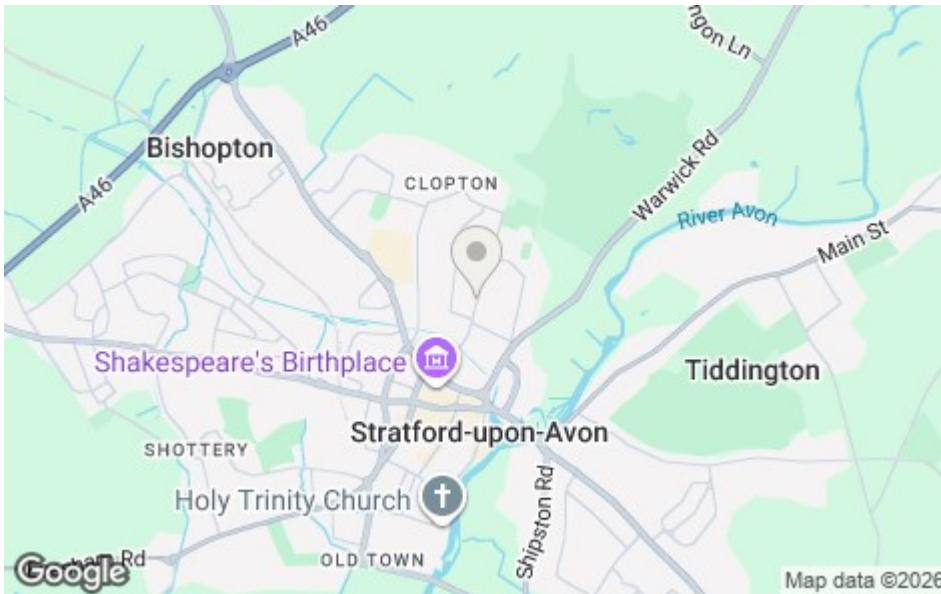 A46
ngon Ln
Bishopton
Warwick Rd
CLOPTON
A46
River Avon
Main St
Shakespeare's Birthplace
Tiddington
Stratford-upon-Avon
SHOTTERY
Holy Trinity Church
Shipston Rd
Rd
OLD TOWN
Google
Map data ©2026